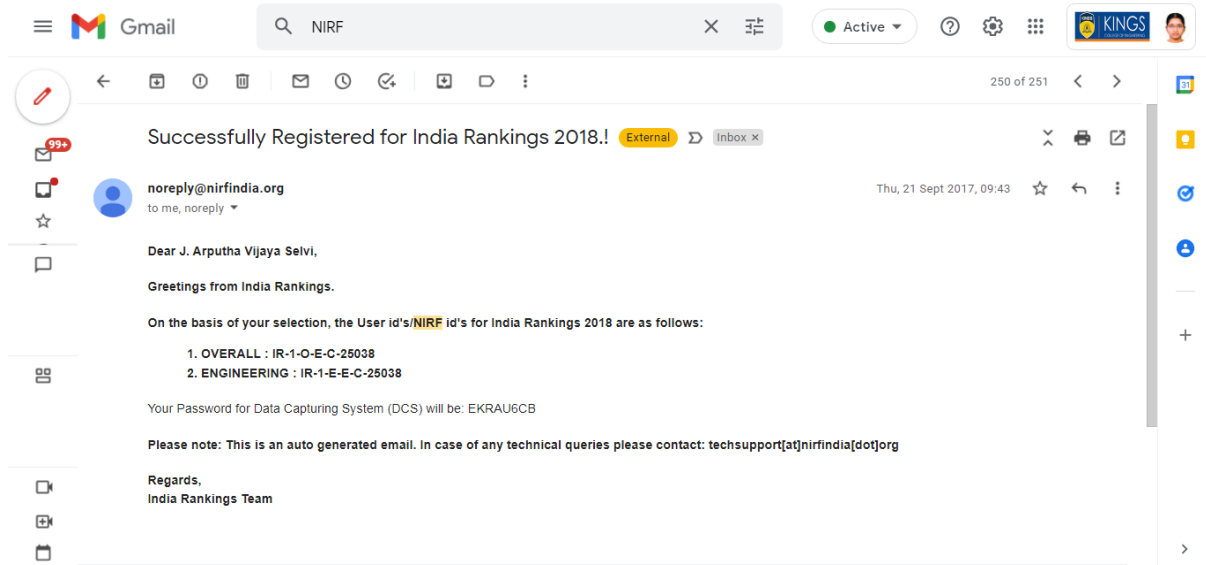 Gmail
NIRF
Active
KINGS
COLLEGE OF ENGINEERING
250 of 251
31
99+
Successfully Registered for India Rankings 2018.! External Inbox ×
noreply@nirfindia.org
Thu, 21 Sept 2017, 09:43
to me, noreply
Dear J. Arputha Vijaya Selvi,
Greetings from India Rankings.
On the basis of your selection, the User id's/NIRF id's for India Rankings 2018 are as follows:
1. OVERALL : IR-1-O-E-C-25038
2. ENGINEERING : IR-1-E-E-C-25038
Your Password for Data Capturing System (DCS) will be: EKRAU6CB
Please note: This is an auto generated email. In case of any technical queries please contact: techsupport[at]nirfindia[dot]org
Regards,
India Rankings Team